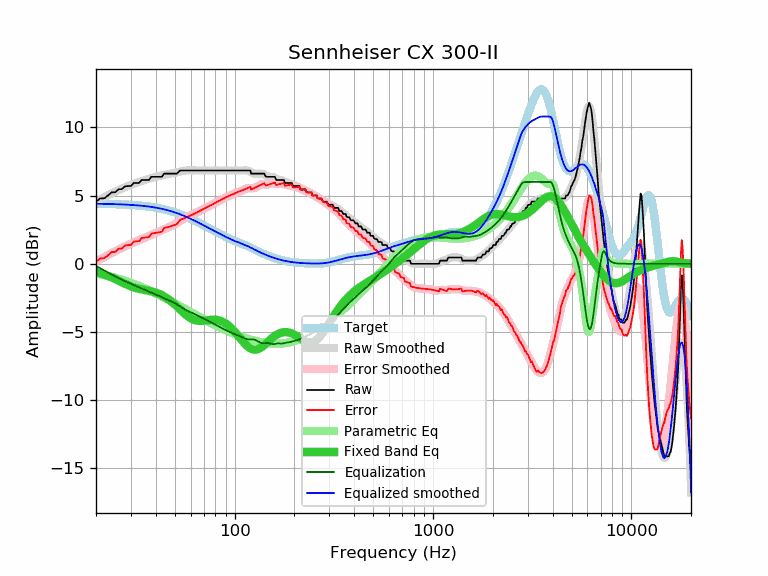 Sennheiser CX 300-II
Amplitude (dBr)
10
5
0
−5
−10
−15
Target
Raw Smoothed
Error Smoothed
Raw
Error
Parametric Eq
Fixed Band Eq
Equalization
Equalized smoothed
100
1000
10000
Frequency (Hz)